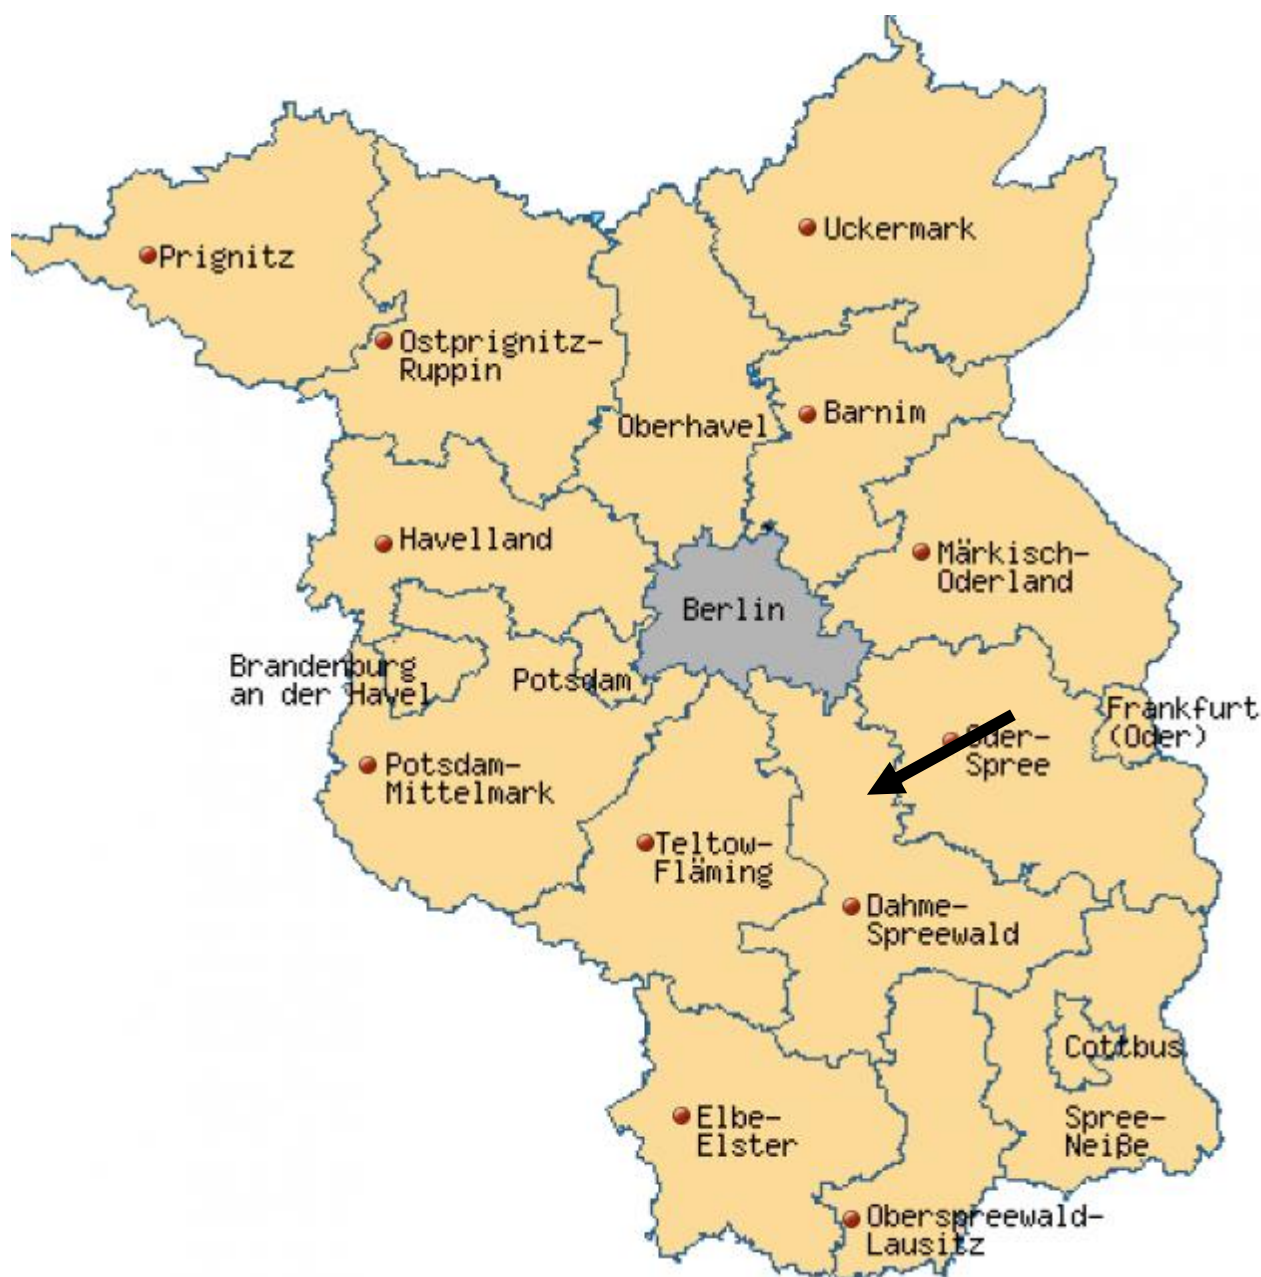 Uckermark
Prignitz
Ostprignitz-
Ruppin
Barnim
Oberhavel
Havelland
Märkisch-
Oderland
Berlin
Brandenburg
an der Havel
Potsdam
Frankfurt
(Oder)
Oder-
Spree
Potsdam-
Mittelmark
Teltow-
Fläming
Dahme-
Spreewald
Cottbus
Elbe-
Elster
Spree-
Neiße
Oberspreewald-
Lausitz